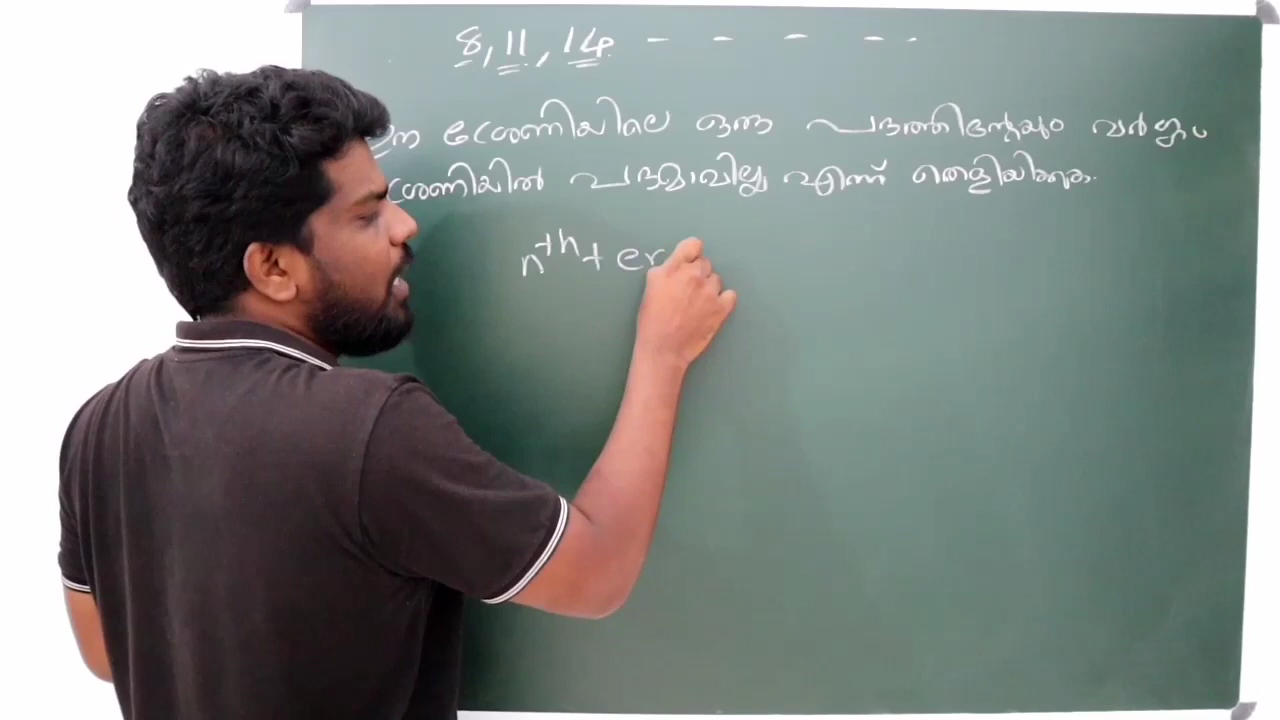 8, 11, 14 - - - - -
ഈ ശ്രേണിയിലെ ഒരു പദത്തിന്റേയും വർഗ്ഗം
ശ്രേണിയിൽ പദമാവില്ല എന്ന് തെളിയിക്കുക.
nth ter